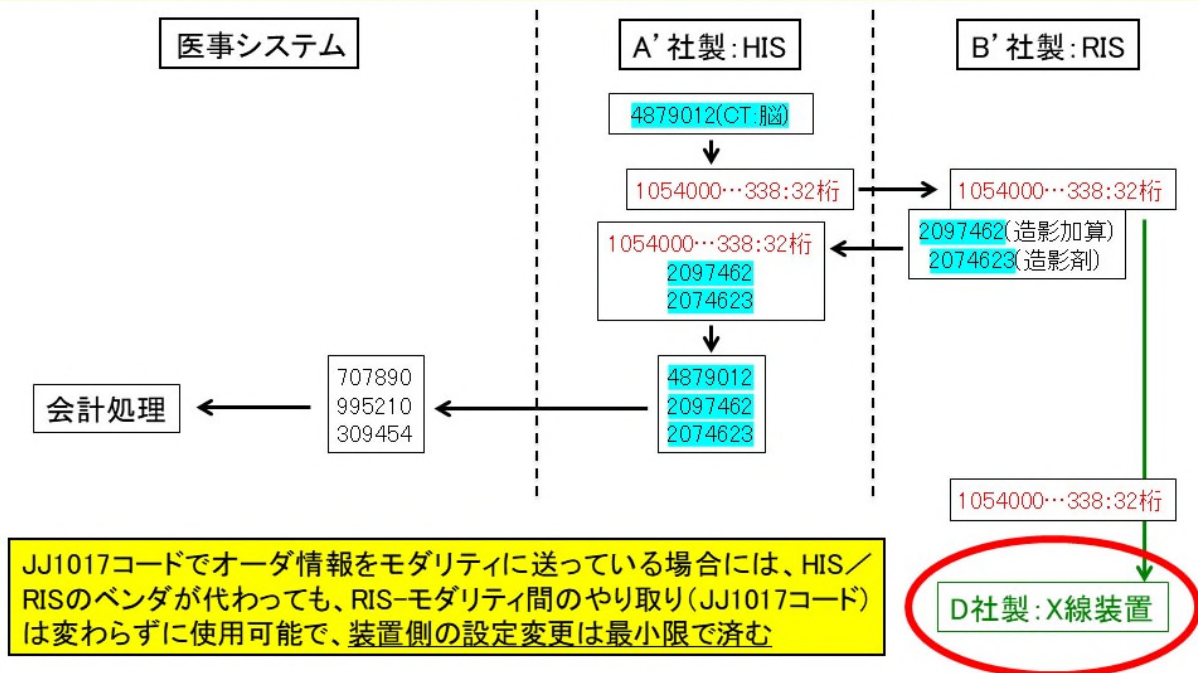 医事システム
A’社製:HIS
B’社製:RIS
4879012(CT:脳)
1054000…338:32桁
1054000…338:32桁
2097462(造影加算)
2074623(造影剤)
1054000…338:32桁
2097462
2074623
4879012
2097462
2074623
707890
995210
309454
会計処理
1054000…338:32桁
D社製:X線装置
JJ1017コードでオーダ情報をモダリティに送っている場合には、HIS/
RISのベンダが代わっても、RIS-モダリティ間のやり取り(JJ1017コード)
は変わらずに使用可能で、装置側の設定変更は最小限で済む